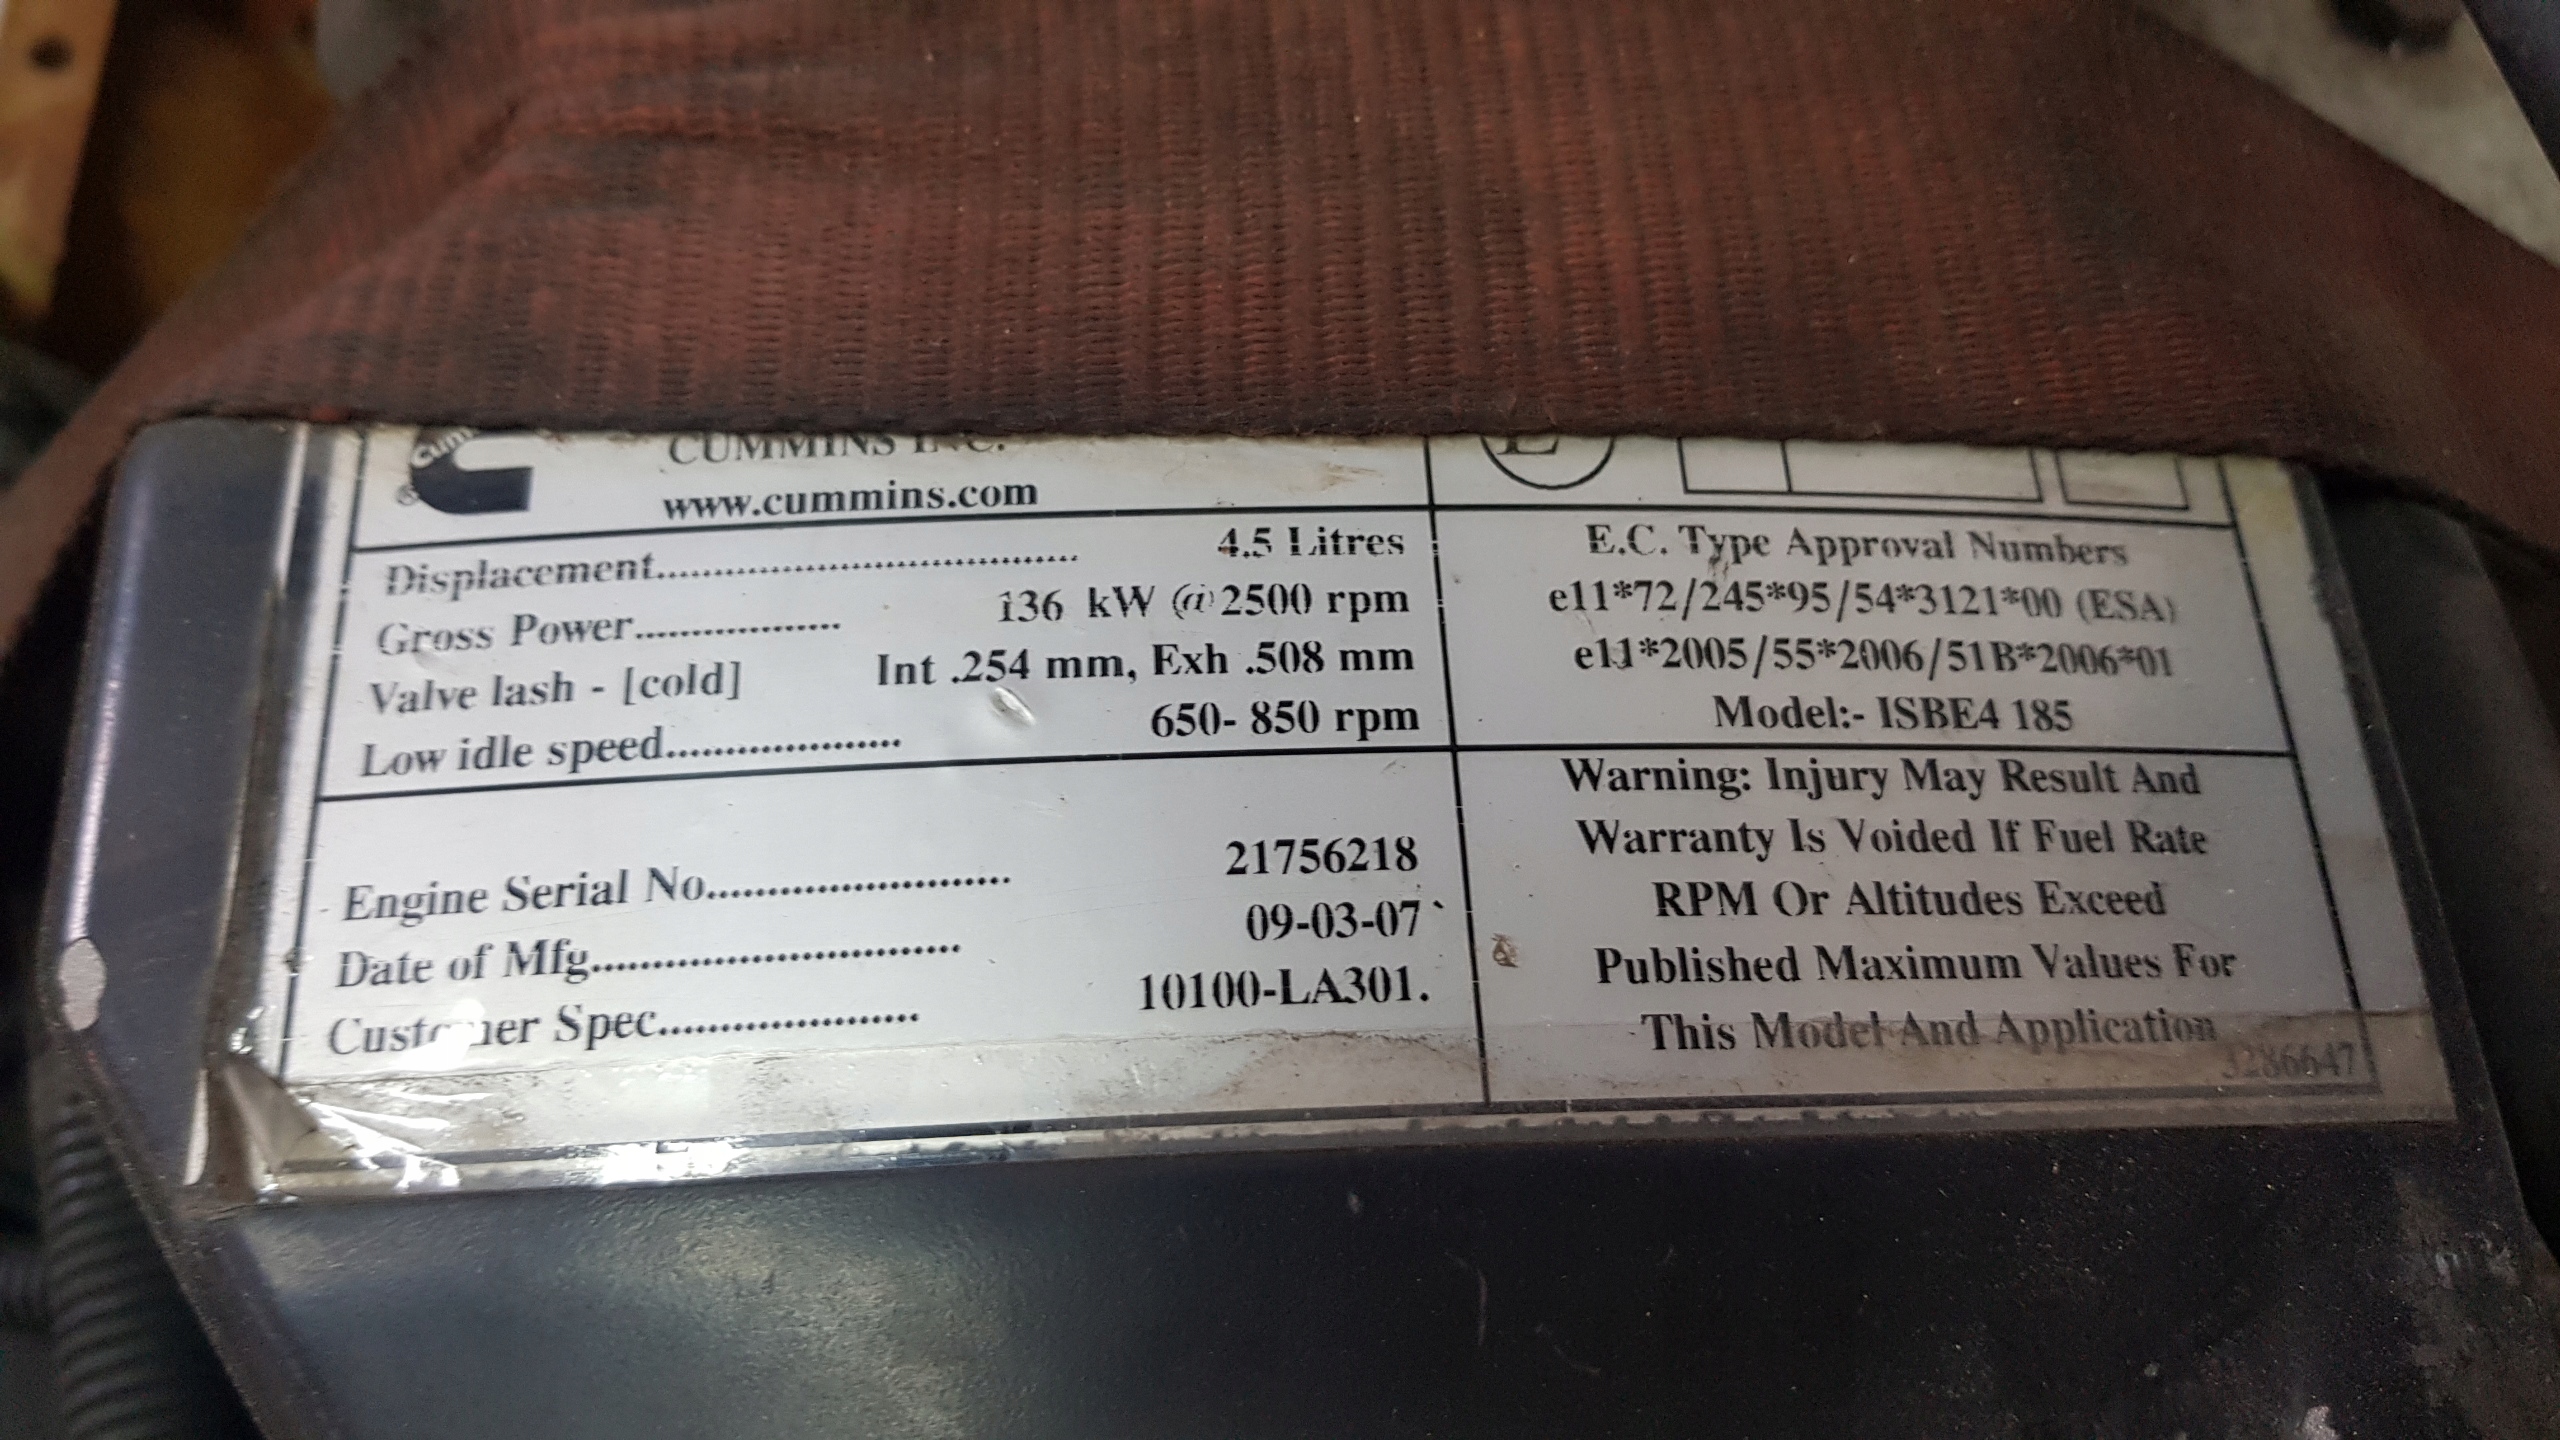 Cum
®
CUMMINS INC.
www.cummins.com
E
Displacement.......................................... 4.5 Litres
Gross Power.................... 136 kW @ 2500 rpm
Valve lash - [cold] Int .254 mm, Exh .508 mm
Low idle speed...................... 650- 850 rpm
E.C. Type Approval Numbers
e11*72/245*95/54*3121*00 (ESA)
e11*2005/55*2006/51B*2006*01
Model:- ISBE4 185
Engine Serial No............................ 21756218
Date of Mfg.................................. 09-03-07
Customer Spec........................ 10100-LA301.
Warning: Injury May Result And
Warranty Is Voided If Fuel Rate
RPM Or Altitudes Exceed
Published Maximum Values For
This Model And Application
3286647